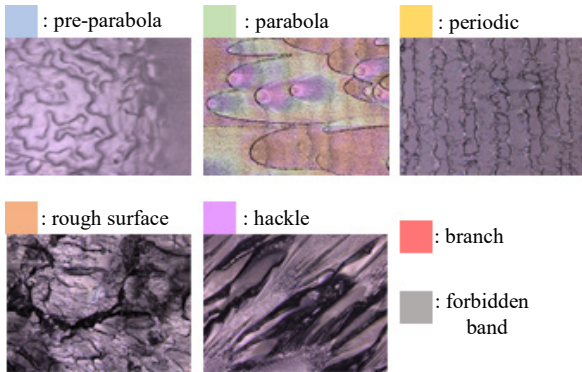 : pre-parabola
: parabola
: periodic
: rough surface
: hackle
: branch
: forbidden
band